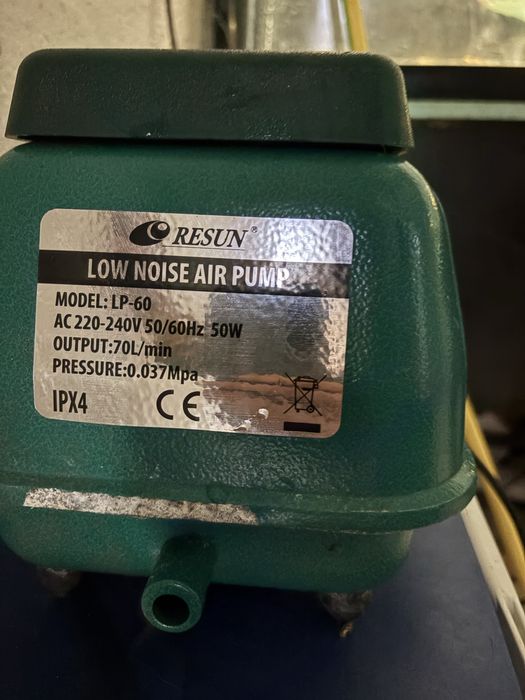 RESUN®
LOW NOISE AIR PUMP
MODEL: LP-60
AC 220-240V 50/60Hz 50W
OUTPUT:70L/min
PRESSURE:0.037Mpa
IPX4 CE